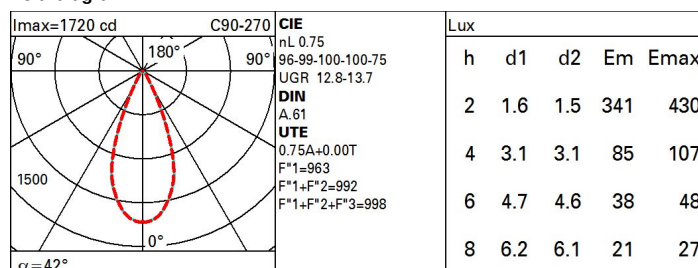 Imax=1720 cd C90-270
90° 180° 90°
1500
0°
α=42°
CIE
nL 0.75
96-99-100-100-75
UGR 12.8-13.7
DIN
A.61
UTE
0.75A+0.00T
F"1=963
F"1+F"2=992
F"1+F"2+F"3=998
Lux
h d1 d2 Em Emax
2 1.6 1.5 341 430
4 3.1 3.1 85 107
6 4.7 4.6 38 48
8 6.2 6.1 21 27